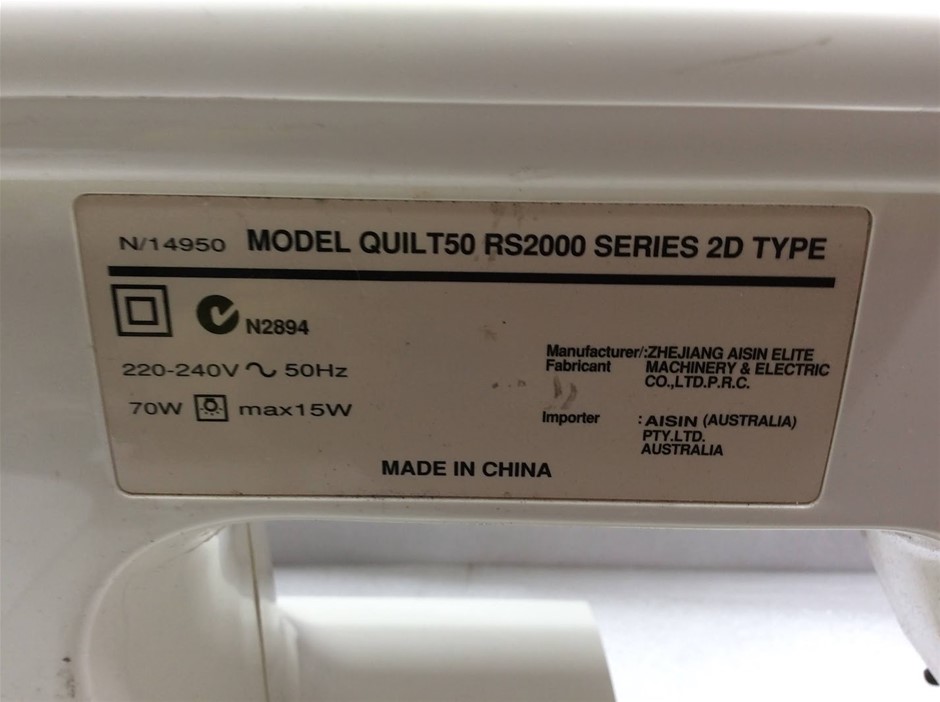 N/14950 MODEL QUILT50 RS2000 SERIES 2D TYPE
N2894
220-240V ∿ 50Hz
70W max15W
Manufacturer/:ZHEJIANG AISIN ELITE
Fabricant MACHINERY & ELECTRIC
CO.,LTD.P.R.C.
Importer : AISIN (AUSTRALIA)
PTY.LTD.
AUSTRALIA
MADE IN CHINA